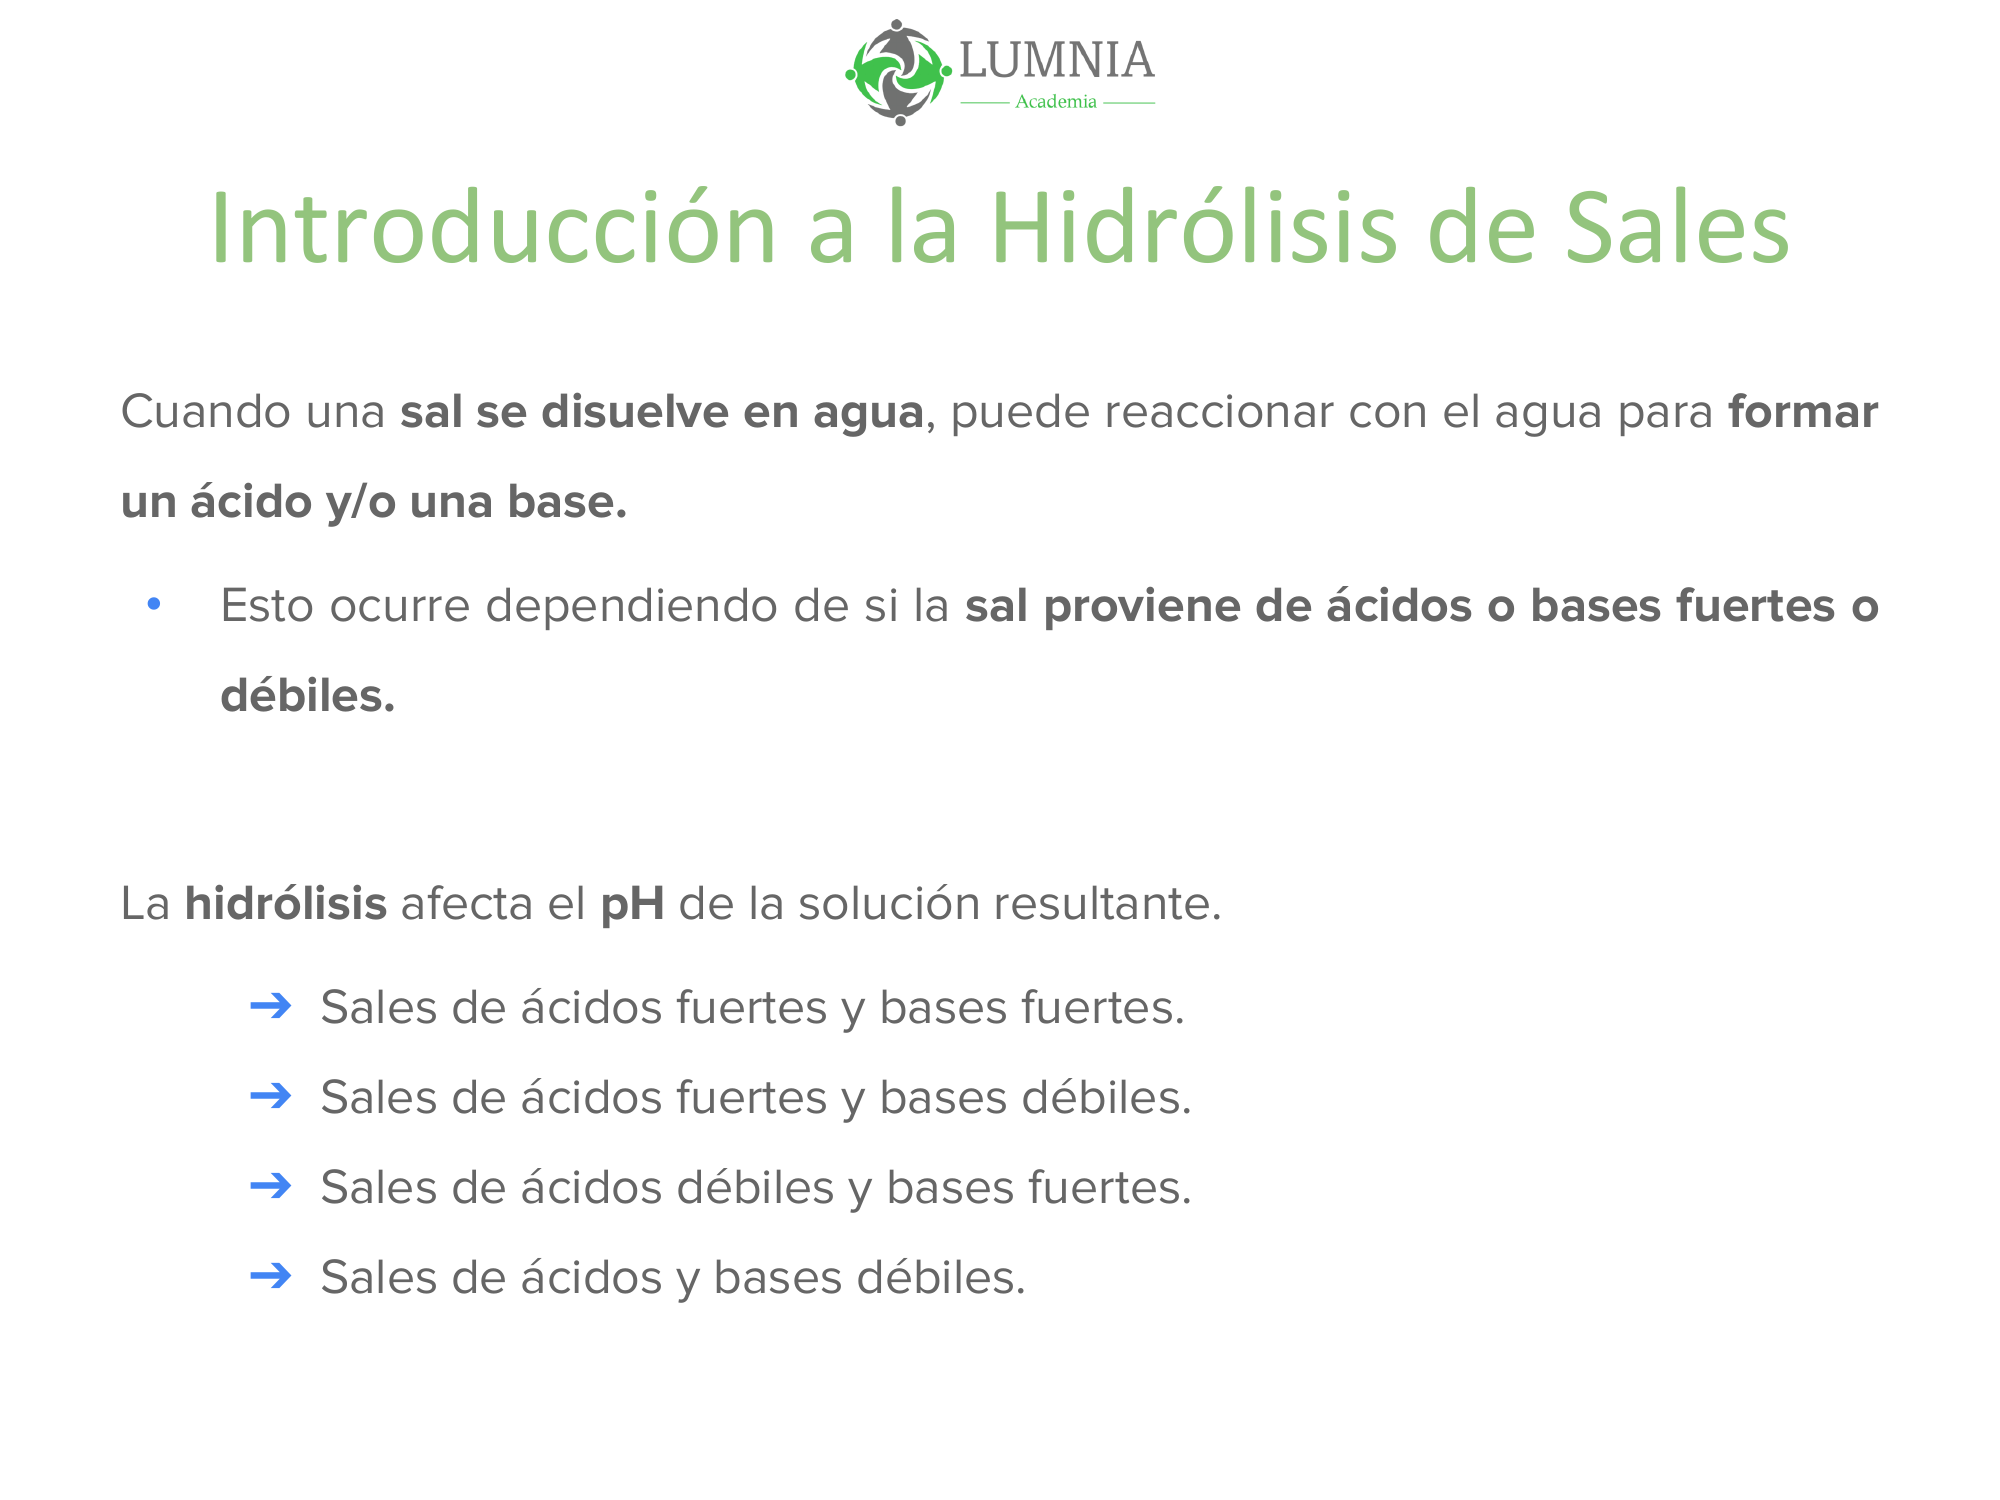 LUMNIA
Academia
Introducción a la Hidrólisis de Sales
Cuando una sal se disuelve en agua, puede reaccionar con el agua para formar
un ácido y/o una base.
• Esto ocurre dependiendo de si la sal proviene de ácidos o bases fuertes o
débiles.
La hidrólisis afecta el pH de la solución resultante.
➔ Sales de ácidos fuertes y bases fuertes.
➔ Sales de ácidos fuertes y bases débiles.
➔ Sales de ácidos débiles y bases fuertes.
➔ Sales de ácidos y bases débiles.